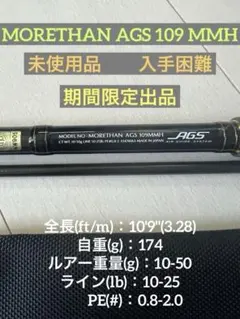 MORETHAN AGS 109 MMH
未使用品 入手困難
期間限定出品
MODEL NO・MORETHAN AGS 109MMH
AGS
全長(ft/m)：10'9"(3.28)
自重(g)：174
ルアー重量(g)：10-50
ライン(lb)：10-25
PE(#)：0.8-2.0